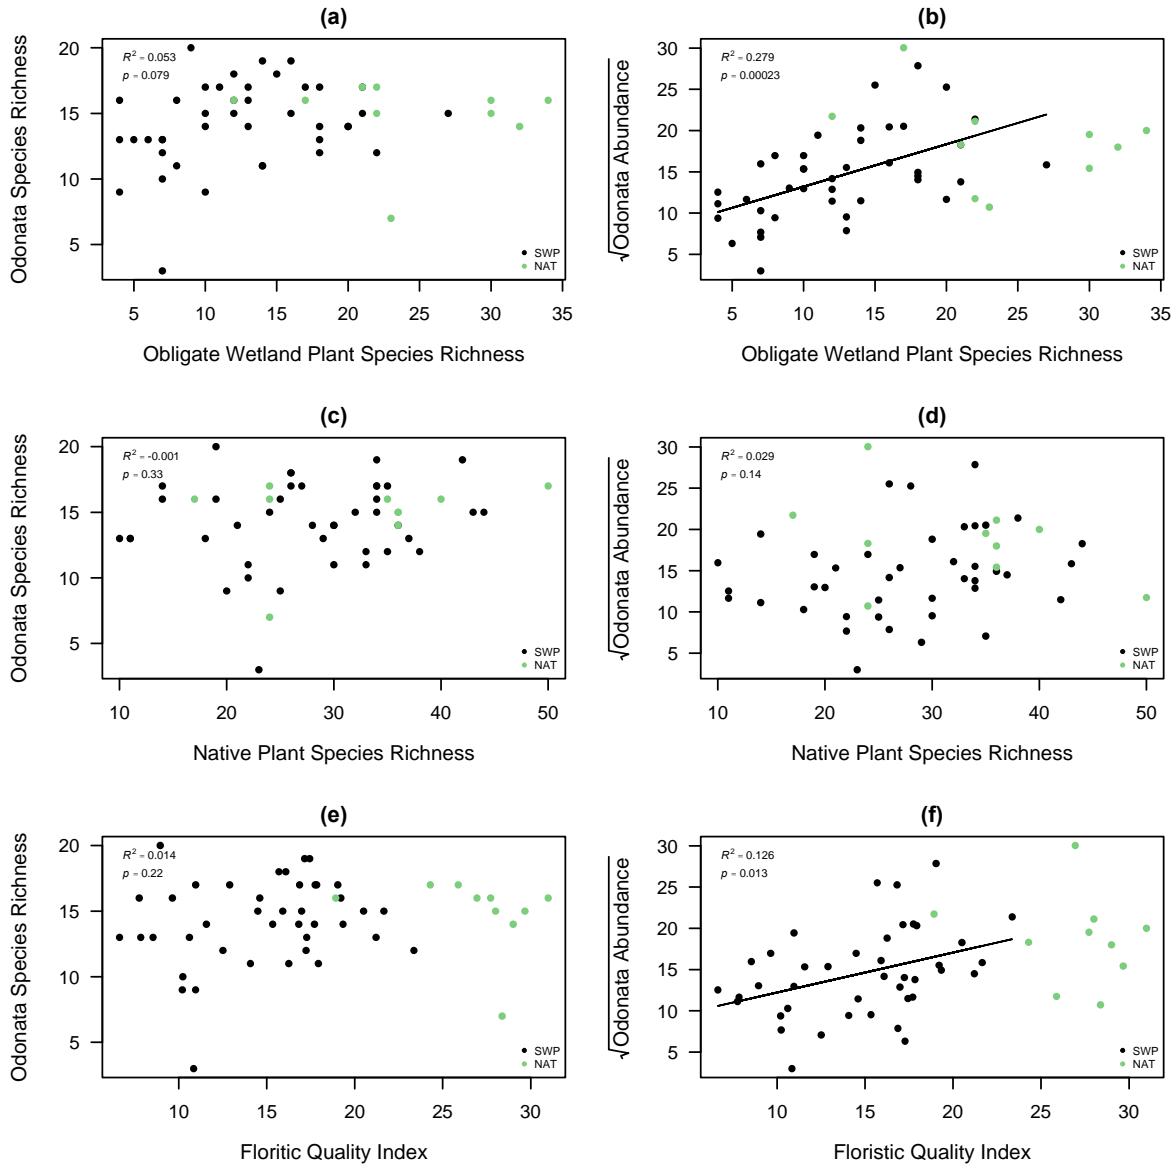 (a)
Odonata Species Richness
R² = 0.053
p = 0.079
20
15
10
5
SWP
NAT
5 10 15 20 25 30 35
Obligate Wetland Plant Species Richness
(b)
√Odonata Abundance
R² = 0.279
p = 0.00023
30
25
20
15
10
5
SWP
NAT
5 10 15 20 25 30 35
Obligate Wetland Plant Species Richness
(c)
Odonata Species Richness
R² = -0.001
p = 0.33
20
15
10
5
SWP
NAT
10 20 30 40 50
Native Plant Species Richness
(d)
√Odonata Abundance
R² = 0.029
p = 0.14
30
25
20
15
10
5
SWP
NAT
10 20 30 40 50
Native Plant Species Richness
(e)
Odonata Species Richness
R² = 0.014
p = 0.22
20
15
10
5
SWP
NAT
10 15 20 25 30
Floritic Quality Index
(f)
√Odonata Abundance
R² = 0.126
p = 0.013
30
25
20
15
10
5
SWP
NAT
10 15 20 25 30
Floristic Quality Index